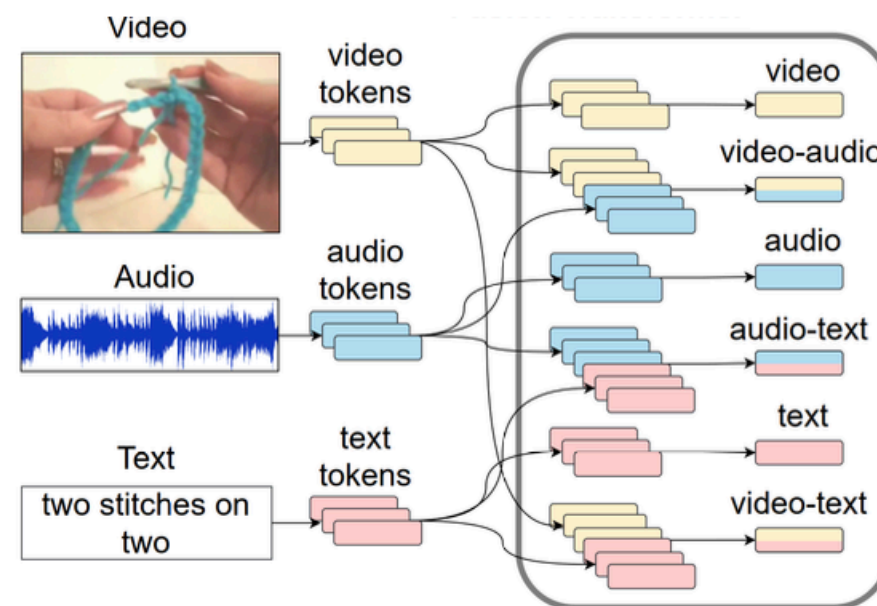 Video
video
tokens
Audio
audio
tokens
Text
two stitches on
two
text
tokens
video
video-audio
audio
audio-text
text
video-text